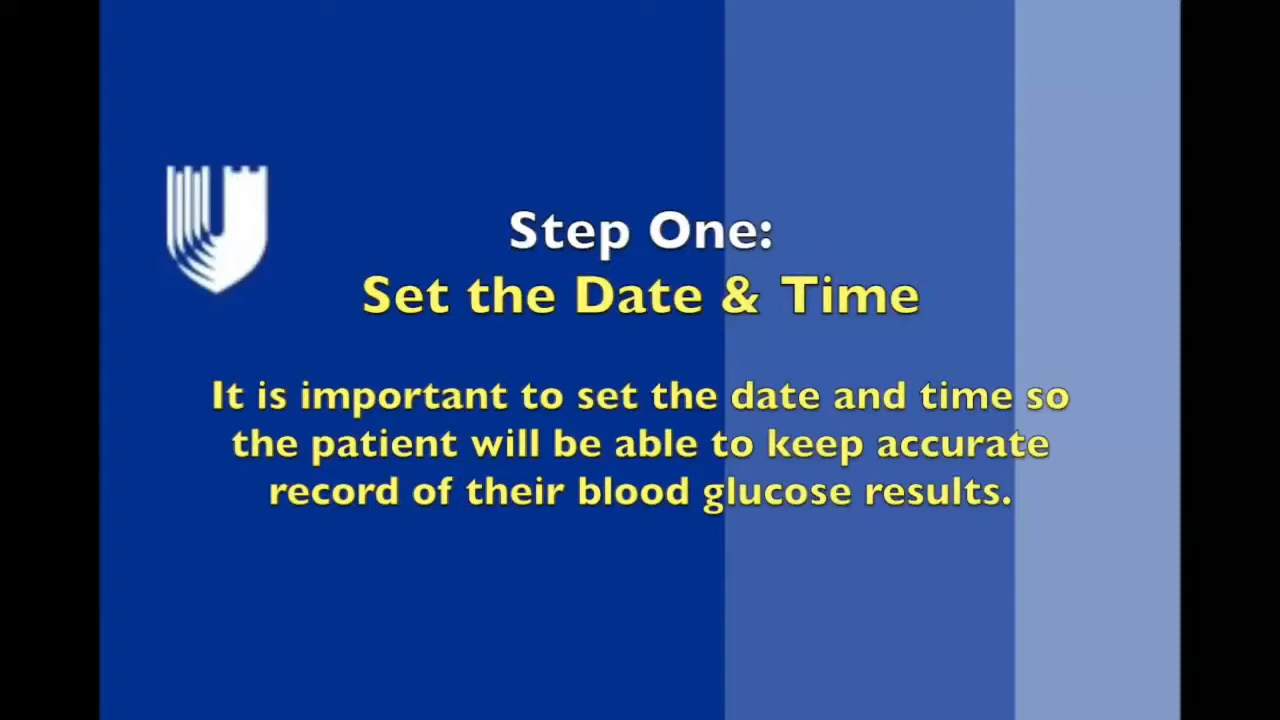 Step One:
Set the Date & Time
It is important to set the date and time so
the patient will be able to keep accurate
record of their blood glucose results.